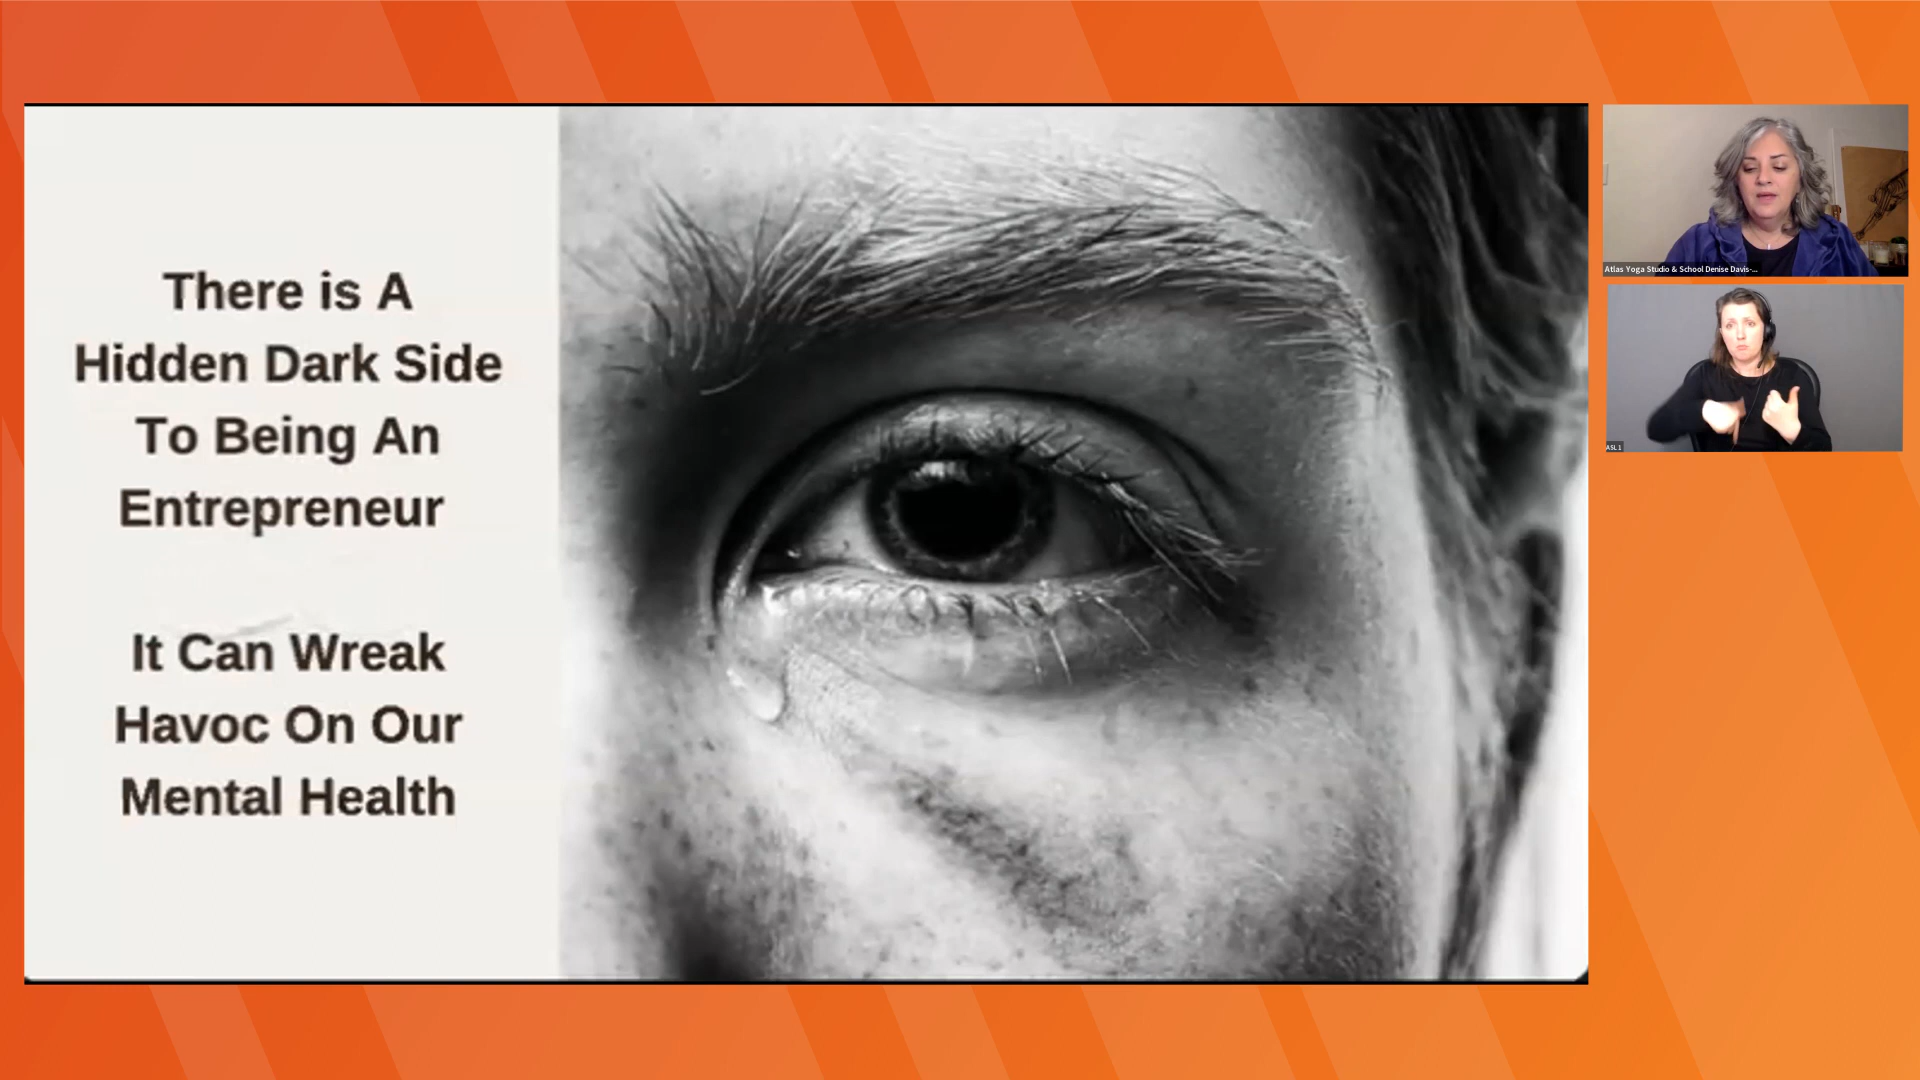 There is A
Hidden Dark Side
To Being An
Entrepreneur
It Can Wreak
Havoc On Our
Mental Health
Atlas Yoga Studio & School Denise Davis-...
ASL 1